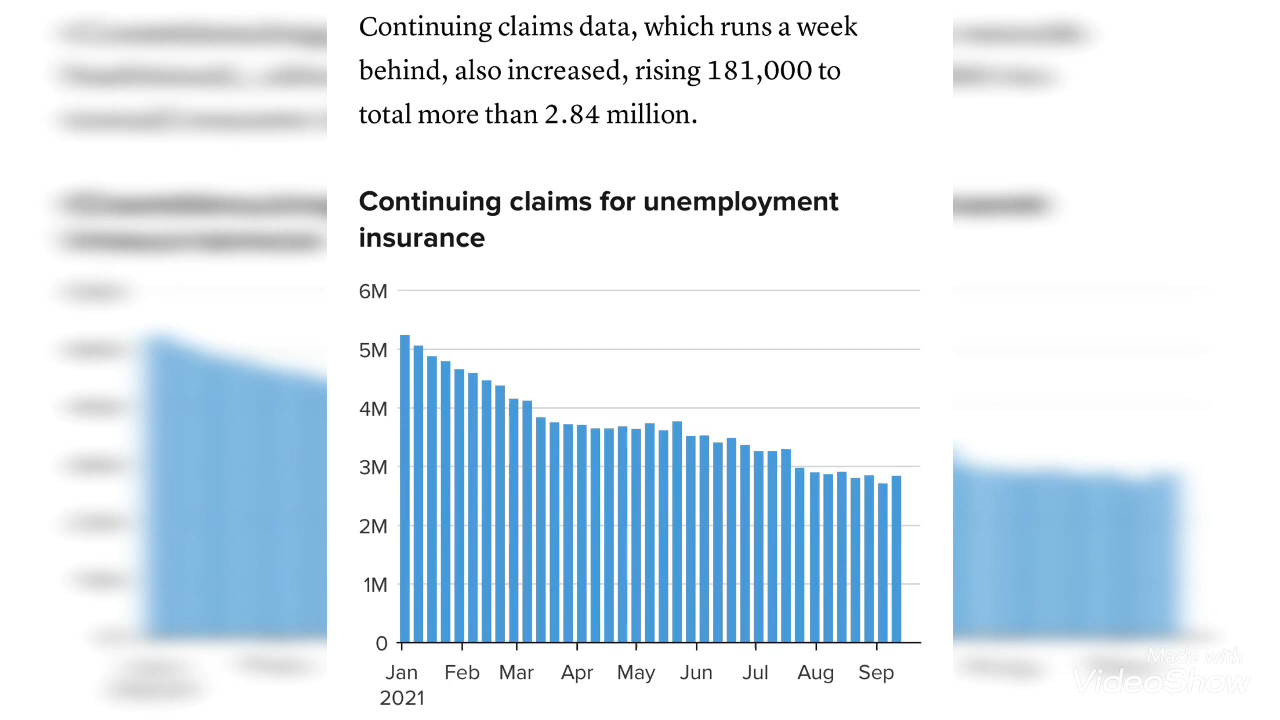 Continuing claims data, which runs a week
behind, also increased, rising 181,000 to
total more than 2.84 million.
Continuing claims for unemployment
insurance
6M
5M
4M
3M
2M
1M
0
Jan Feb Mar Apr May Jun Jul Aug Sep
2021
Made with
VideoShow